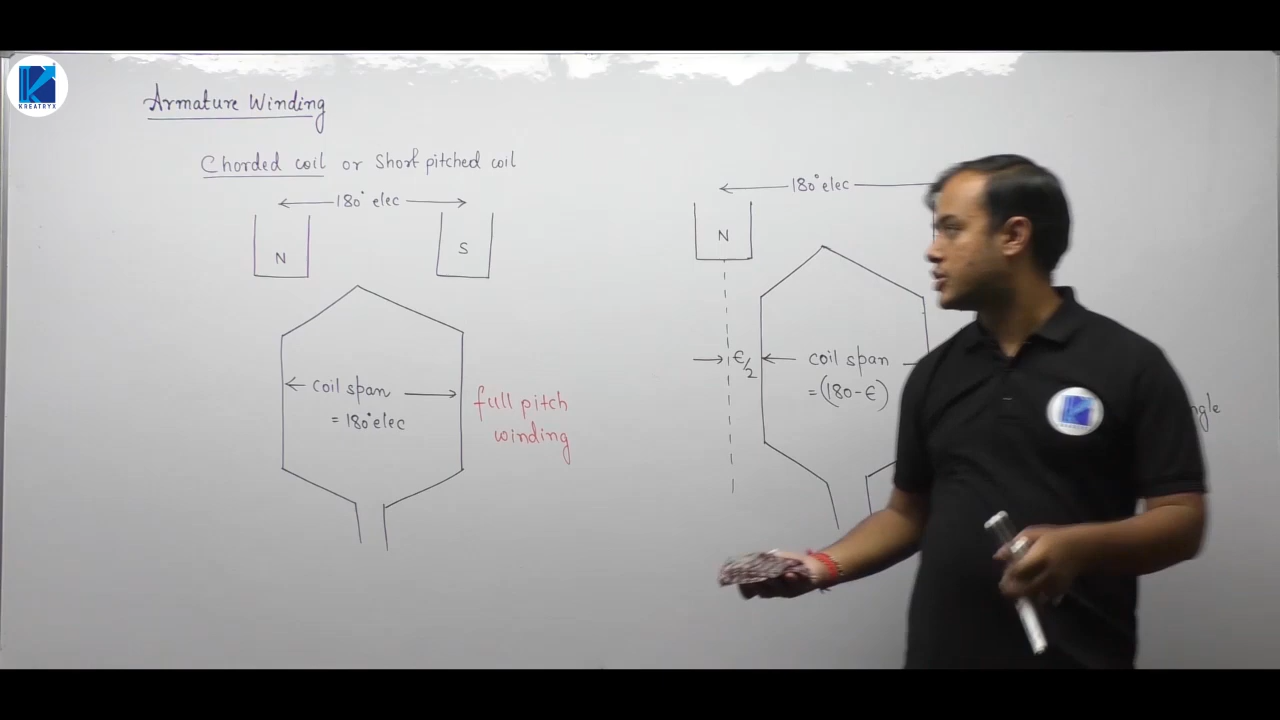 KREATRYX
Armature Winding
Chorded coil or Short pitched coil
180° elec
N
S
coil span
= 180° elec
full pitch
winding
180° elec
N
€/2
coil span
= (180-€)